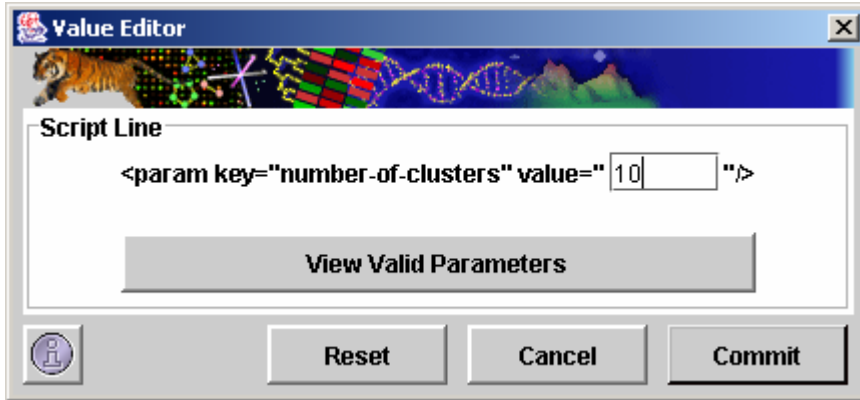 Value Editor
Script Line
<param key="number-of-clusters" value=" 10 "/>
View Valid Parameters
Reset Cancel Commit